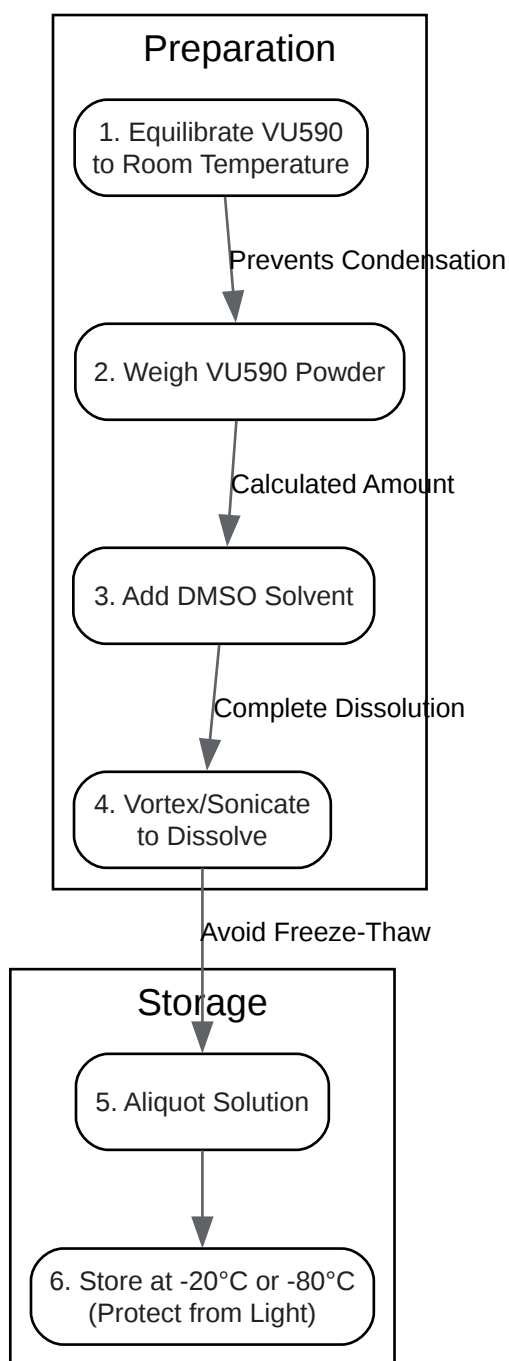 Preparation
1. Equilibrate VU590
to Room Temperature
Prevents Condensation
2. Weigh VU590 Powder
Calculated Amount
3. Add DMSO Solvent
Complete Dissolution
4. Vortex/Sonicate
to Dissolve
Avoid Freeze-Thaw
Storage
5. Aliquot Solution
6. Store at -20°C or -80°C
(Protect from Light)